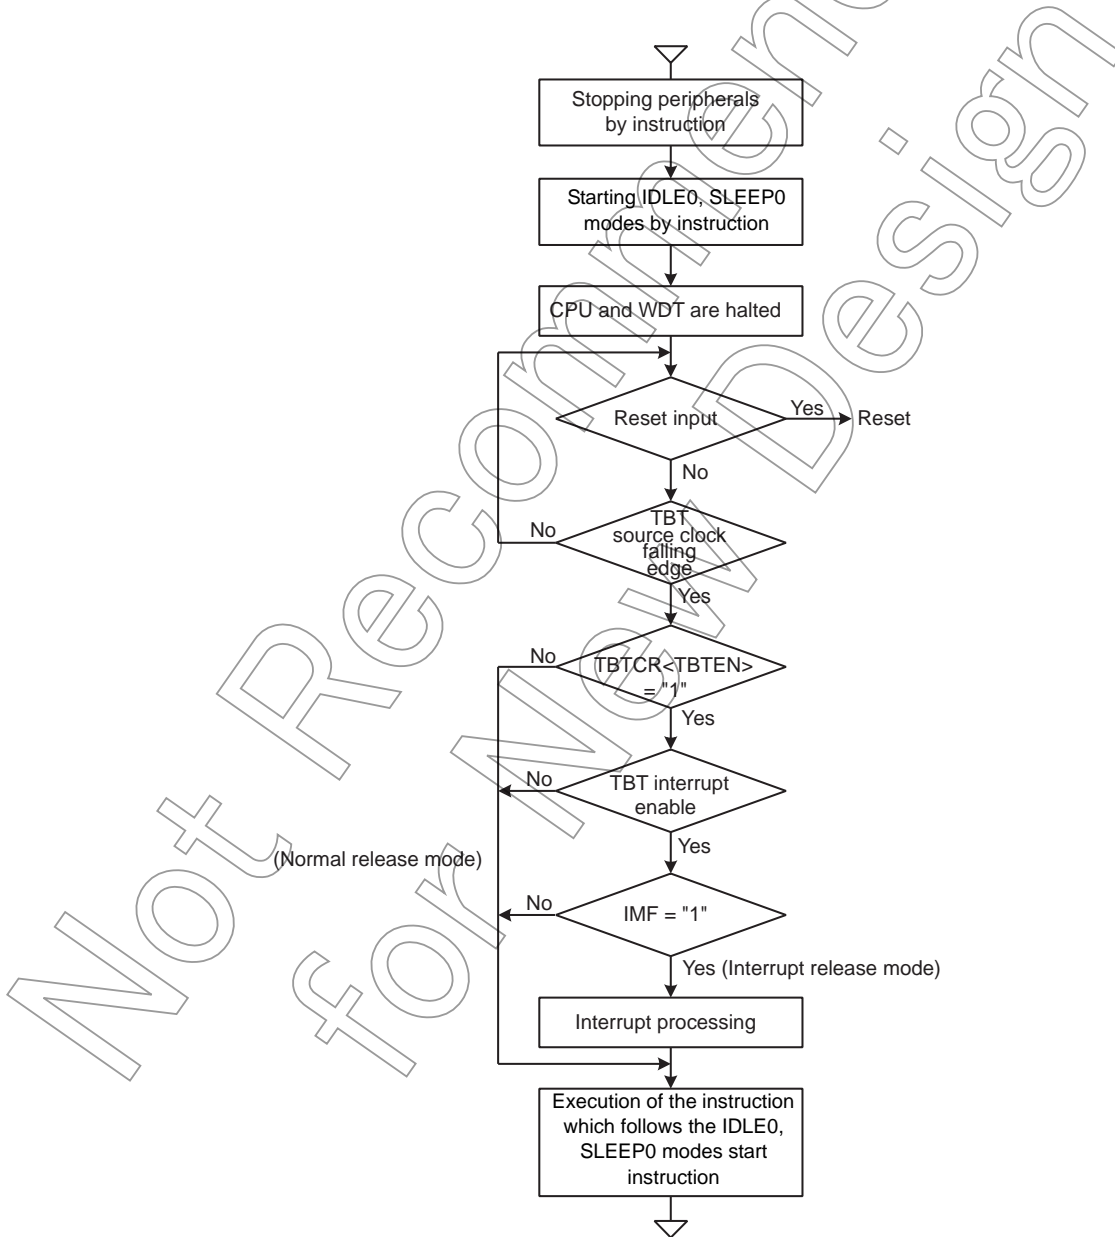 Stopping peripherals
by instruction
Starting IDLE0, SLEEP0
modes by instruction
CPU and WDT are halted
Reset input
Yes
Reset
No
No
TBT
source clock
falling
edge
Yes
No
TBTCR<TBTEN>
= "1"
Yes
No
TBT interrupt
enable
Yes
(Normal release mode)
No
IMF = "1"
Yes (Interrupt release mode)
Interrupt processing
Execution of the instruction
which follows the IDLE0,
SLEEP0 modes start
instruction
Not Recommen
for New Design